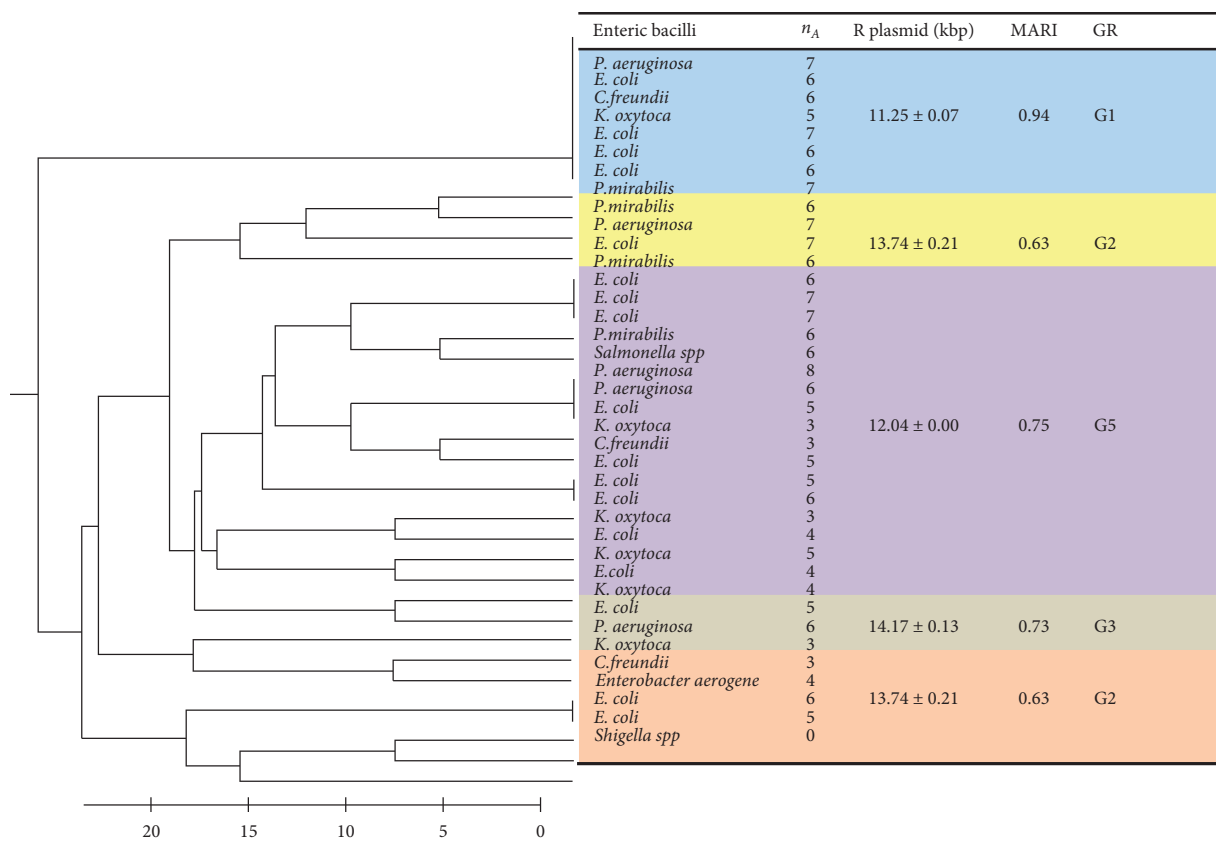 Enteric bacilli n_A R plasmid (kbp) MARI GR
P. aeruginosa 7
E. coli 6
C.freundii 6
K. oxytoca 5 11.25 ± 0.07 0.94 G1
E. coli 7
E. coli 6
E. coli 6
P.mirabilis 7
P.mirabilis 6
P. aeruginosa 7
E. coli 7 13.74 ± 0.21 0.63 G2
P.mirabilis 6
E. coli 6
E. coli 7
E. coli 7
P.mirabilis 6
Salmonella spp 6
P. aeruginosa 8
P. aeruginosa 6
E. coli 5
K. oxytoca 3 12.04 ± 0.00 0.75 G5
C.freundii 3
E. coli 5
E. coli 5
E. coli 6
K. oxytoca 3
E. coli 4
K. oxytoca 5
E.coli 4
K. oxytoca 4
E. coli 5
P. aeruginosa 6 14.17 ± 0.13 0.73 G3
K. oxytoca 3
C.freundii 3
Enterobacter aerogene 4
E. coli 6 13.74 ± 0.21 0.63 G2
E. coli 5
Shigella spp 0
20 15 10 5 0